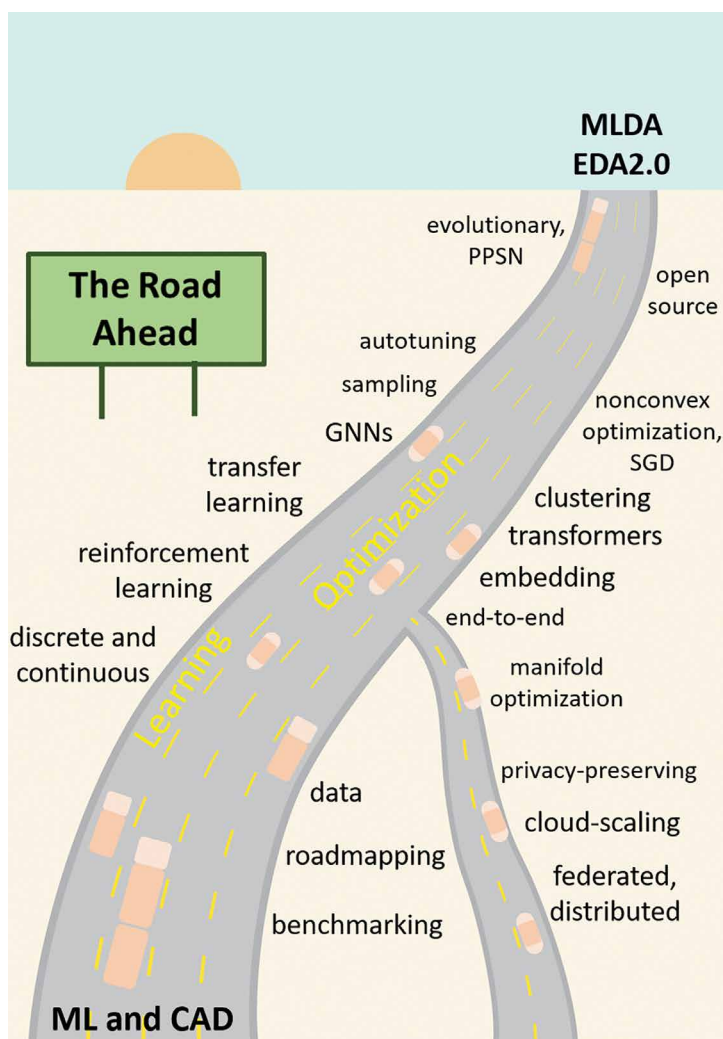 MLDA
EDA2.0
evolutionary,
PPSN
open
source
The Road
Ahead
autotuning
sampling
GNNs
nonconvex
optimization,
SGD
transfer
learning
clustering
transformers
embedding
Optimization
reinforcement
learning
end-to-end
discrete and
continuous
Learning
manifold
optimization
privacy-preserving
data
cloud-scaling
roadmapping
federated,
distributed
benchmarking
ML and CAD